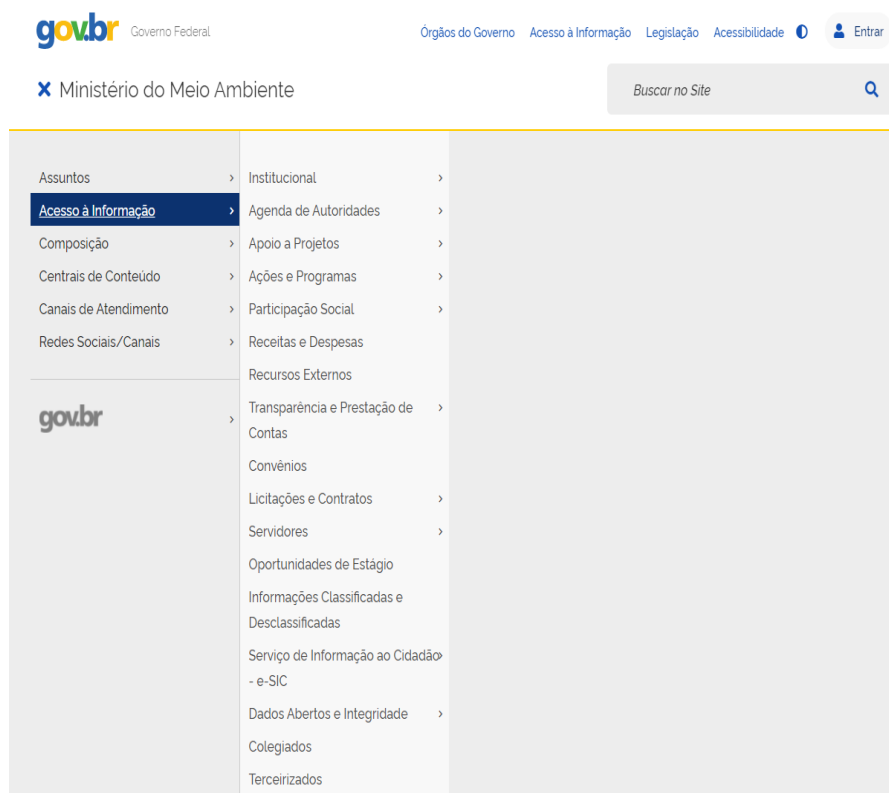 gov.br Governo Federal
Órgãos do Governo Acesso à Informação Legislação Acessibilidade Entrar
Ministério do Meio Ambiente
Buscar no Site
Assuntos
Acesso à Informação
Composição
Centrais de Conteúdo
Canais de Atendimento
Redes Sociais/Canais
gov.br
Institucional
Agenda de Autoridades
Apoio a Projetos
Ações e Programas
Participação Social
Receitas e Despesas
Recursos Externos
Transparência e Prestação de
Contas
Convênios
Licitações e Contratos
Servidores
Oportunidades de Estágio
Informações Classificadas e
Desclassificadas
Serviço de Informação ao Cidadão
- e-SIC
Dados Abertos e Integridade
Colegiados
Terceirizados